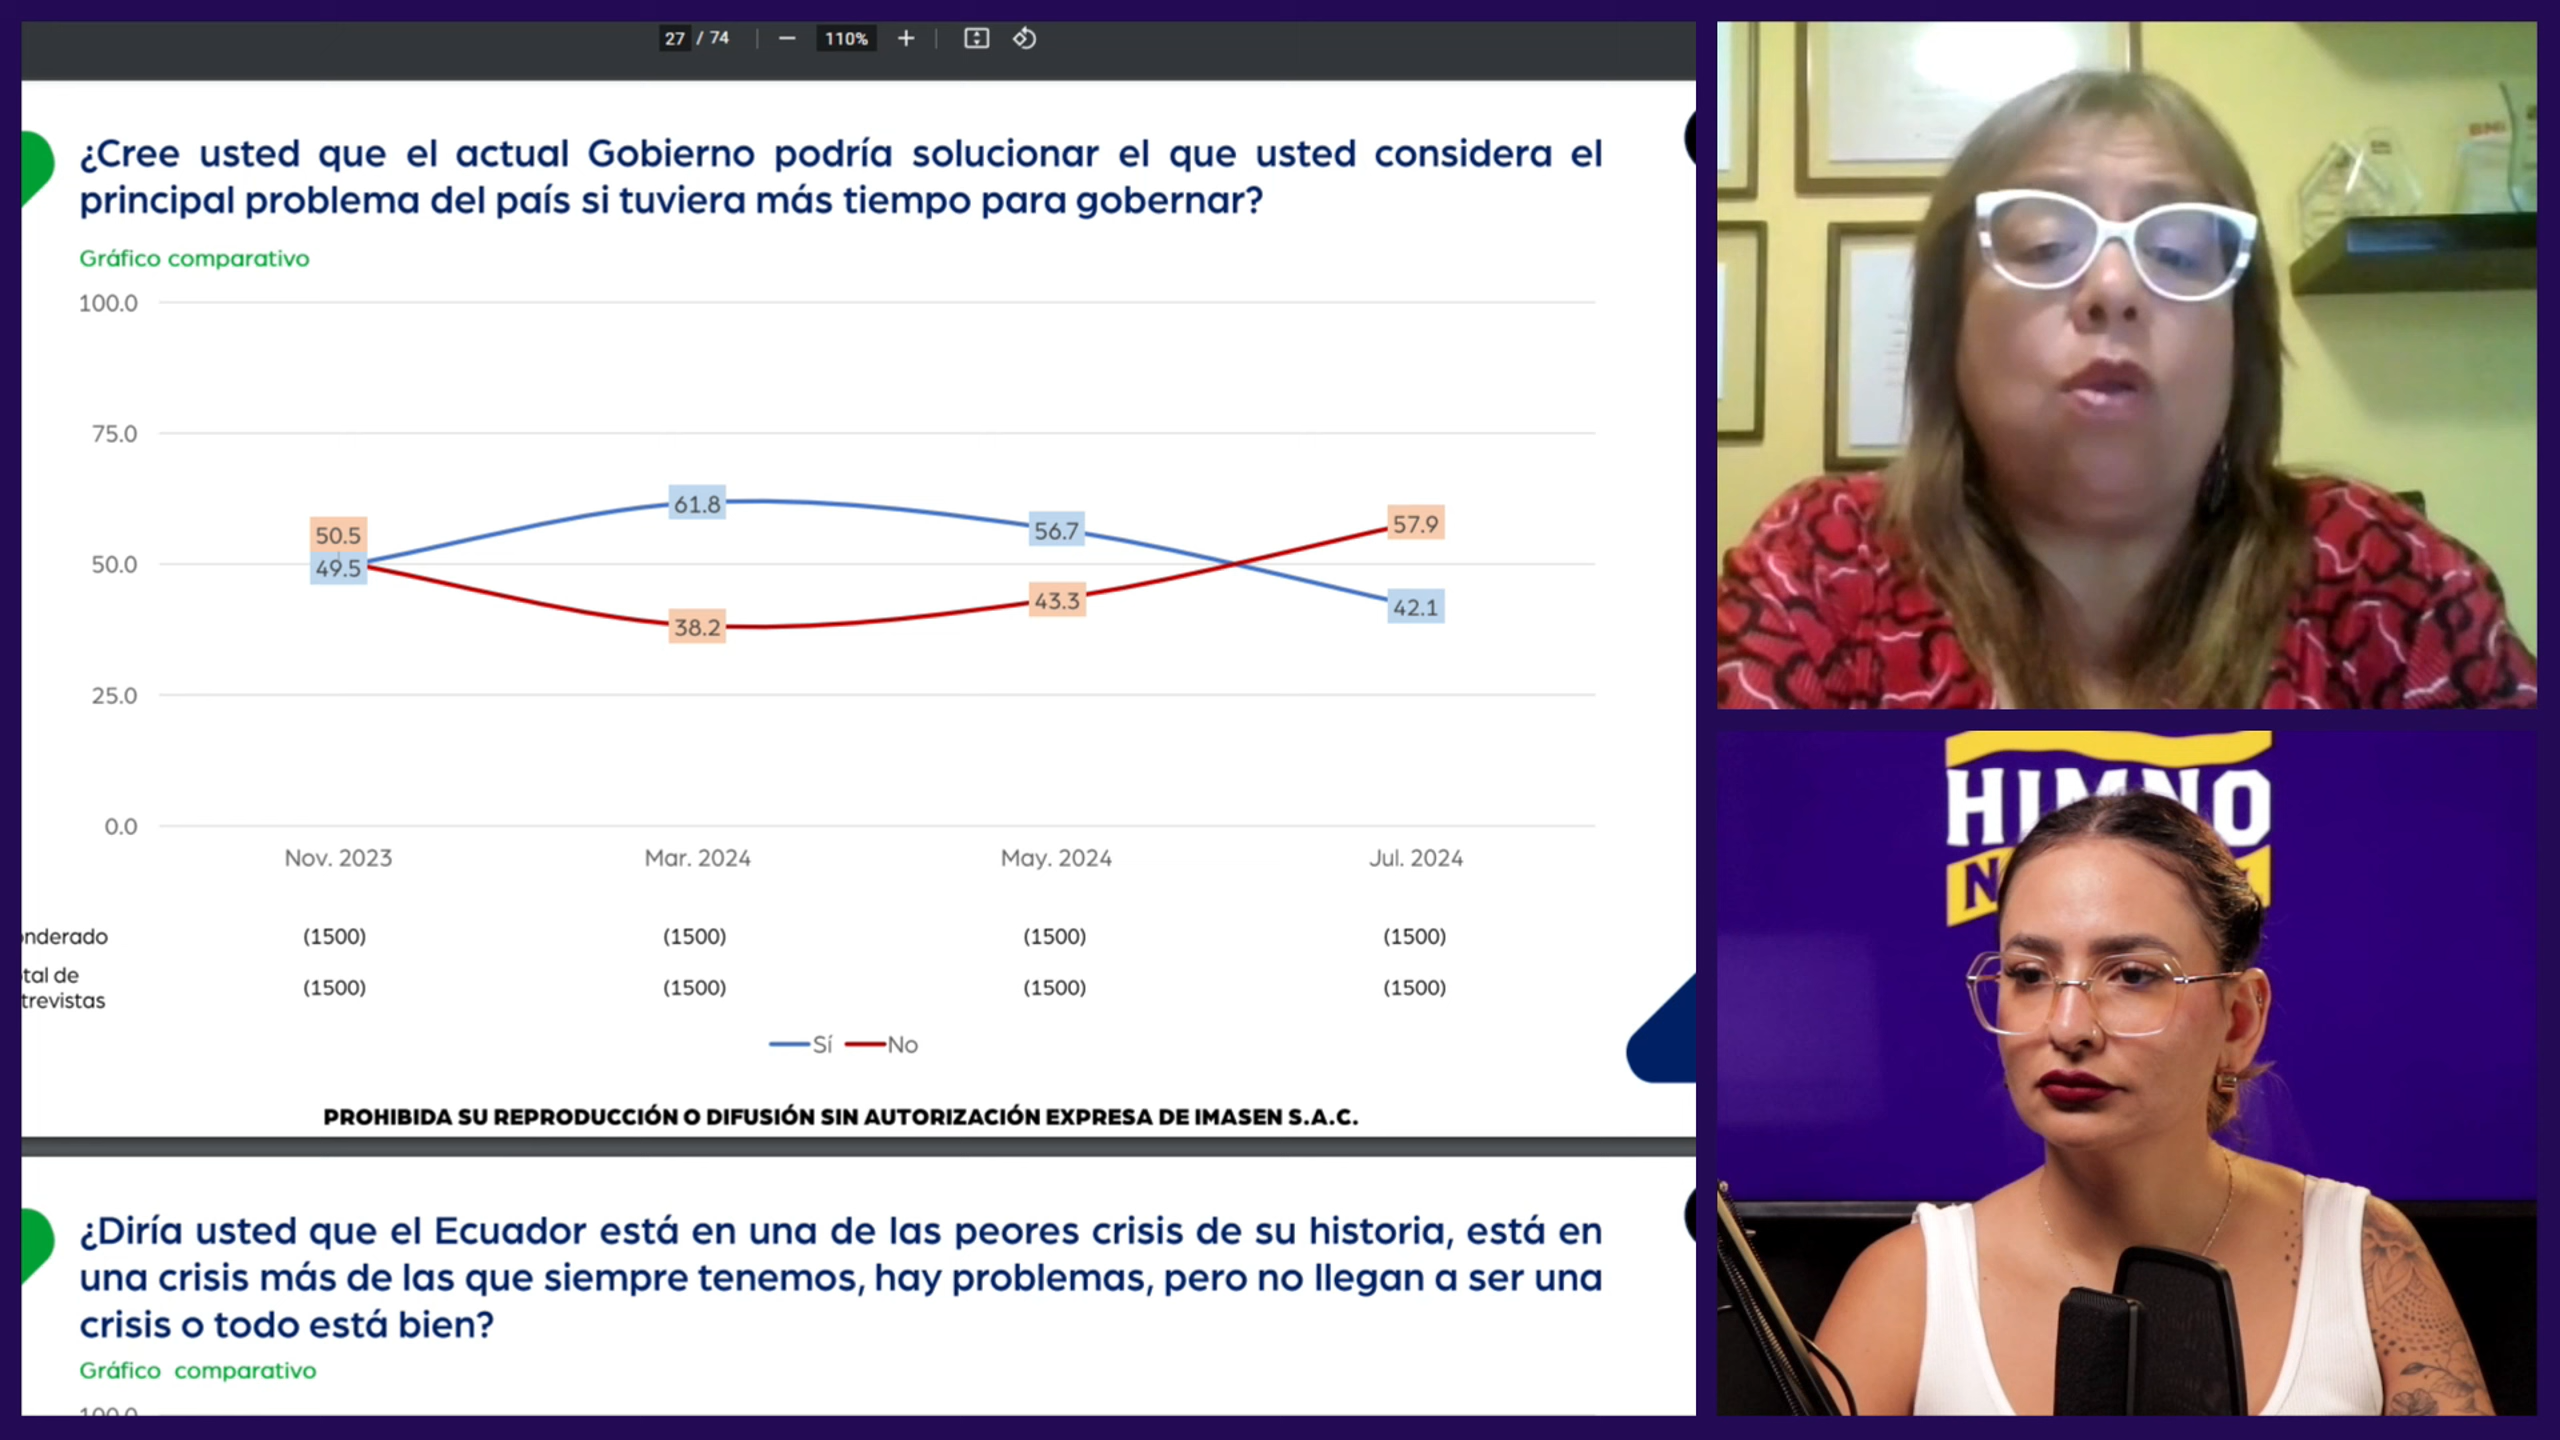 27 / 74
110%
¿Cree usted que el actual Gobierno podría solucionar el que usted considera el
principal problema del país si tuviera más tiempo para gobernar?
Gráfico comparativo
100.0
75.0
50.0
25.0
0.0
50.5
49.5
61.8
38.2
56.7
43.3
57.9
42.1
Nov. 2023 Mar. 2024 May. 2024 Jul. 2024
nderado (1500) (1500) (1500) (1500)
tal de
trevistas (1500) (1500) (1500) (1500)
Sí No
PROHIBIDA SU REPRODUCCIÓN O DIFUSIÓN SIN AUTORIZACIÓN EXPRESA DE IMASEN S.A.C.
¿Diría usted que el Ecuador está en una de las peores crisis de su historia, está en
una crisis más de las que siempre tenemos, hay problemas, pero no llegan a ser una
crisis o todo está bien?
Gráfico comparativo
100.0
BNI
HIMNO
N